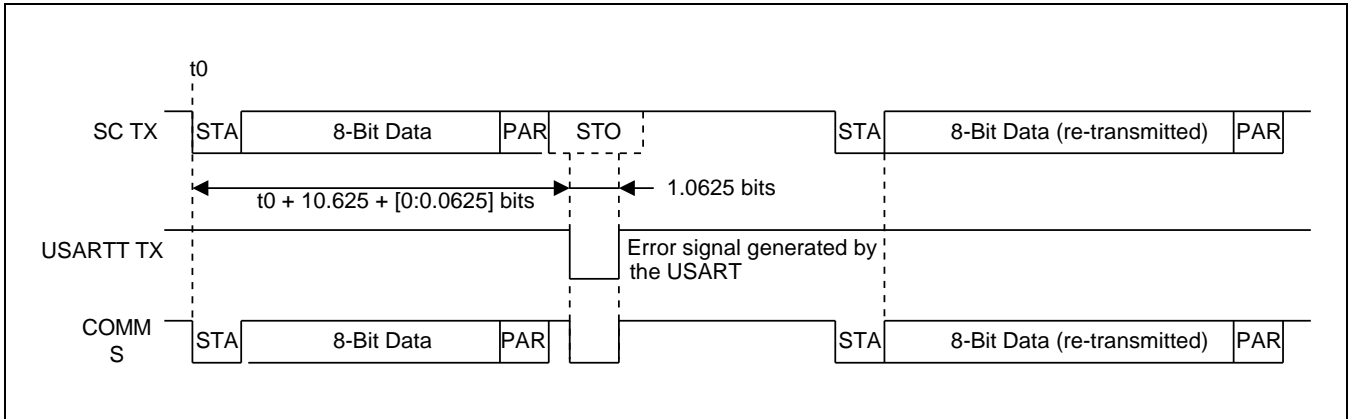 t0
SC TX
STA
8-Bit Data
PAR
STO
STA
8-Bit Data (re-transmitted)
PAR
t0 + 10.625 + [0:0.0625] bits
1.0625 bits
USARTT TX
Error signal generated by
the USART
COMM
S
STA
8-Bit Data
PAR
STA
8-Bit Data (re-transmitted)
PAR